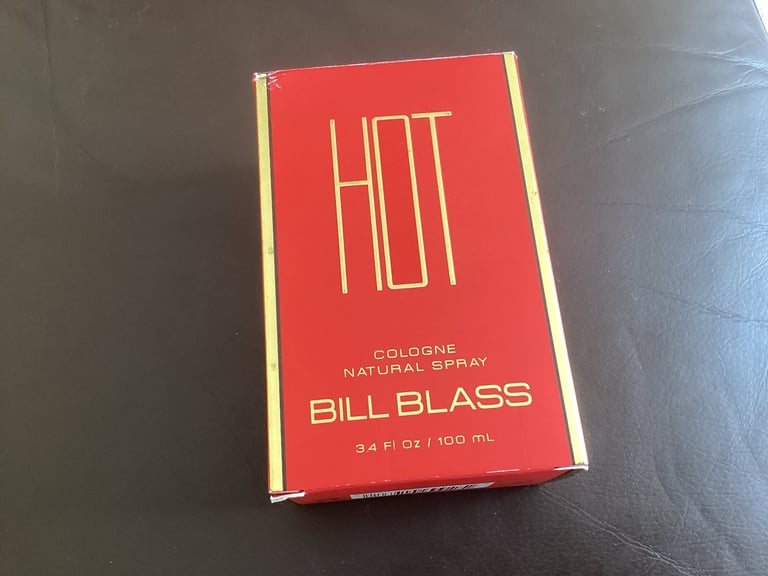 HOT
COLOGNE
NATURAL SPRAY
BILL BLASS
3.4 Fl Oz / 100 mL